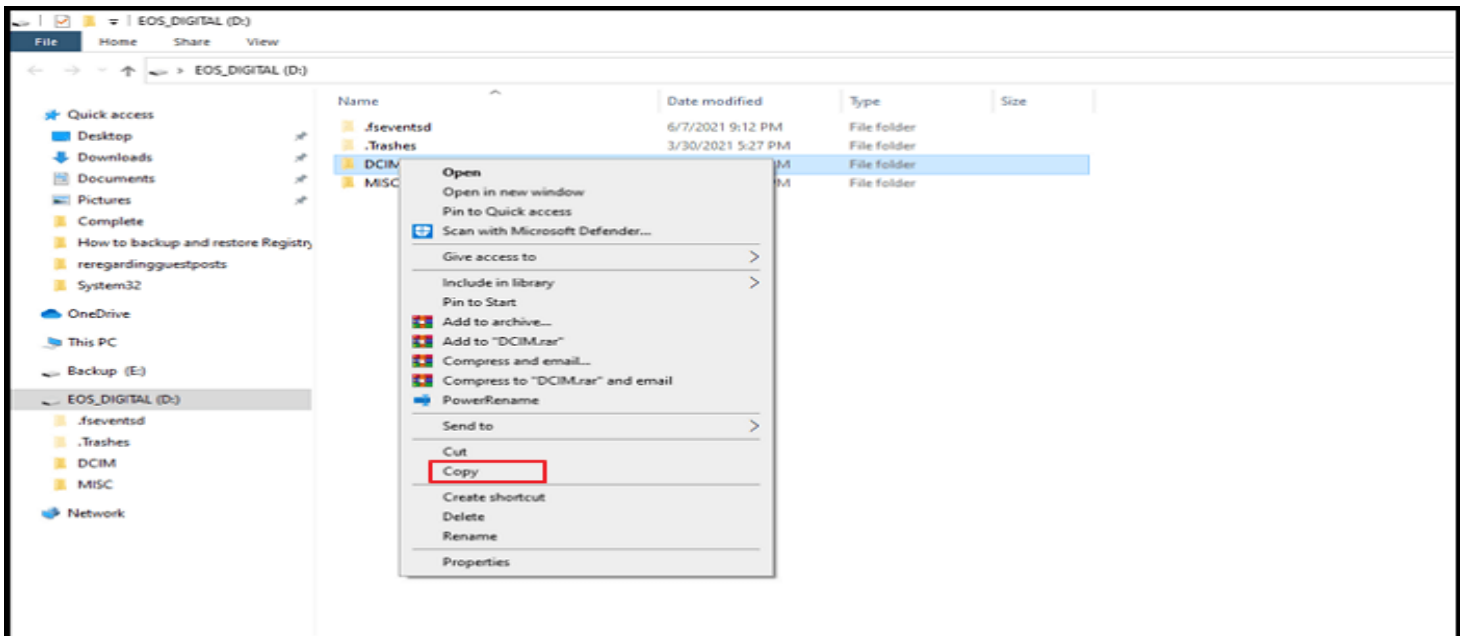 EOS_DIGITAL (D:)
File Home Share View
EOS_DIGITAL (D:)
Name Date modified Type Size
Quick access
Desktop
Downloads
Documents
Pictures
Complete
How to backup and restore Registry
reregardingguestposts
System32
OneDrive
This PC
Backup (E:)
EOS_DIGITAL (D:)
.fseventsd
.Trashes
DCIM
MISC
Network
.fseventsd 6/7/2021 9:12 PM File folder
.Trashes 3/30/2021 5:27 PM File folder
DCIM File folder
MISC File folder
Open
Open in new window
Pin to Quick access
Scan with Microsoft Defender...
Give access to
Include in library
Pin to Start
Add to archive...
Add to "DCIM.rar"
Compress and email...
Compress to "DCIM.rar" and email
PowerRename
Send to
Cut
Copy
Create shortcut
Delete
Rename
Properties